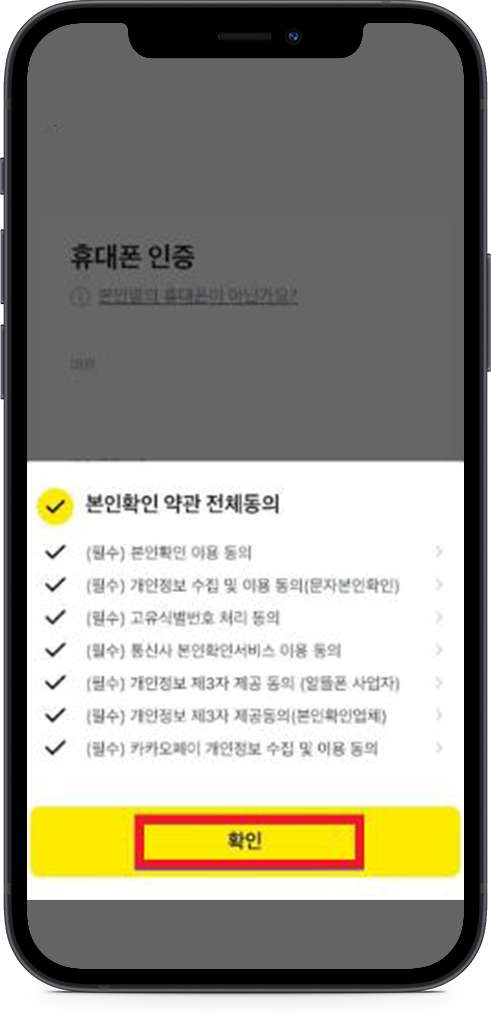 휴대폰 인증
본인명의 휴대폰이 아닌가요?
이름
본인확인 약관 전체동의
(필수) 본인확인 이용 동의
(필수) 개인정보 수집 및 이용 동의(문자본인확인)
(필수) 고유식별번호 처리 동의
(필수) 통신사 본인확인서비스 이용 동의
(필수) 개인정보 제3자 제공 동의 (알뜰폰 사업자)
(필수) 개인정보 제3자 제공동의(본인확인업체)
(필수) 카카오페이 개인정보 수집 및 이용 동의
확인